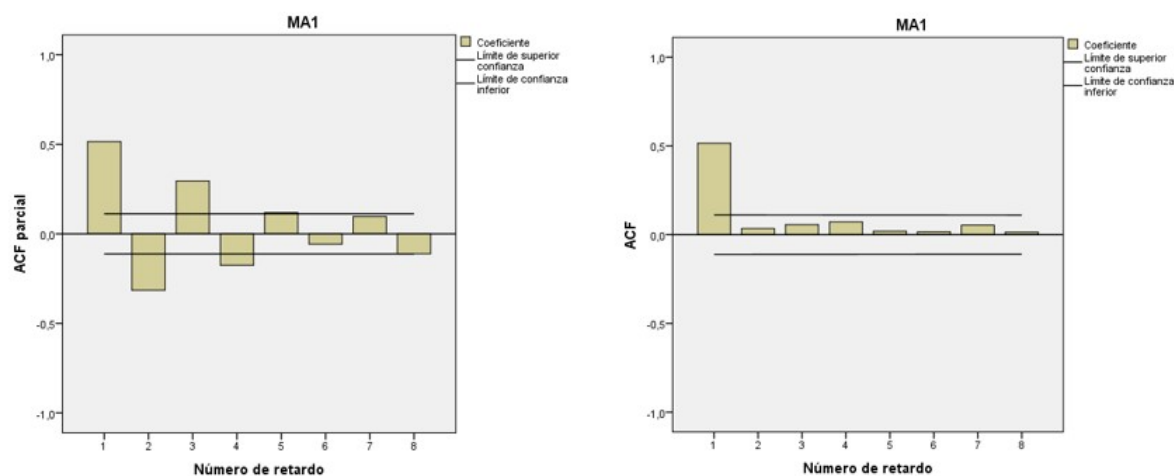 MA1
1,0
0,5
0,0
-0,5
-1,0
ACF parcial
1
2
3
4
5
6
7
8
Número de retardo
Coeficiente
Límite de superior
confianza
Límite de confianza
inferior
MA1
1,0
0,5
0,0
-0,5
-1,0
ACF
1
2
3
4
5
6
7
8
Número de retardo
Coeficiente
Límite de superior
confianza
Límite de confianza
inferior